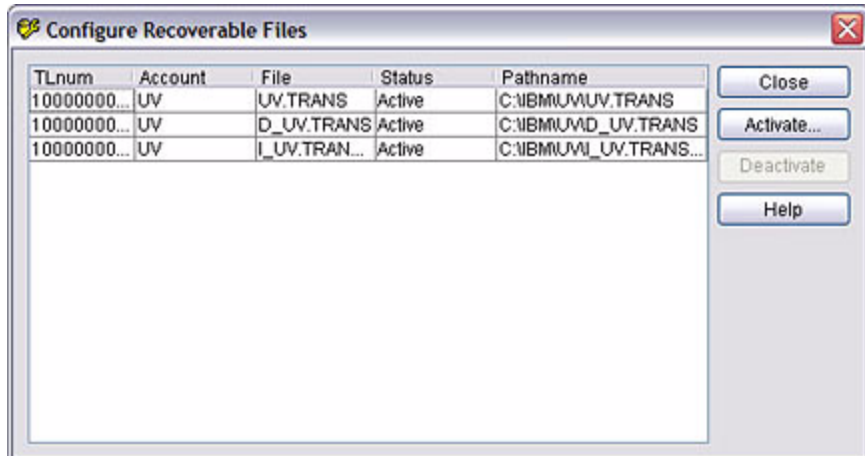 Configure Recoverable Files
TLnum Account File Status Pathname
10000000... UV UV.TRANS Active C:\IBM\UV\UV.TRANS
10000000... UV D_UV.TRANS Active C:\IBM\UV\D_UV.TRANS
10000000... UV I_UV.TRAN... Active C:\IBM\UV\I_UV.TRANS...
Close
Activate...
Deactivate
Help